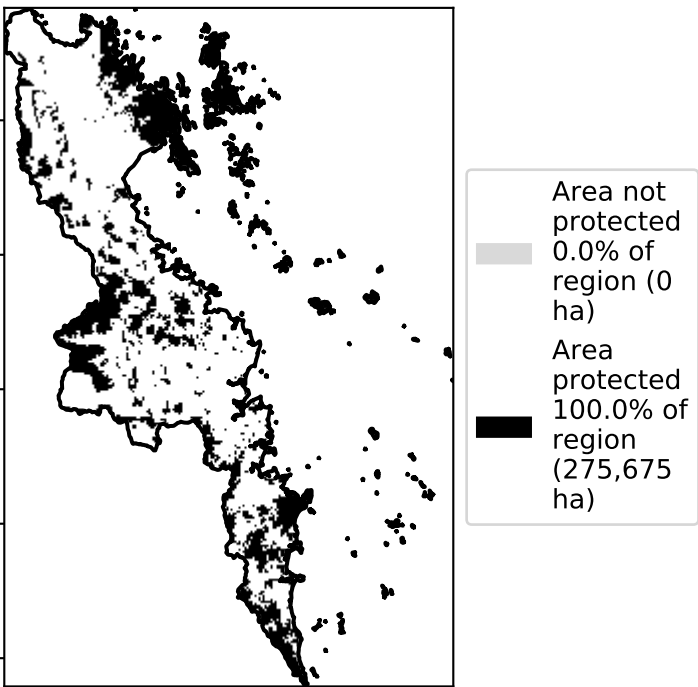 Area not
protected
0.0% of
region (0
ha)
Area
protected
100.0% of
region
(275,675
ha)